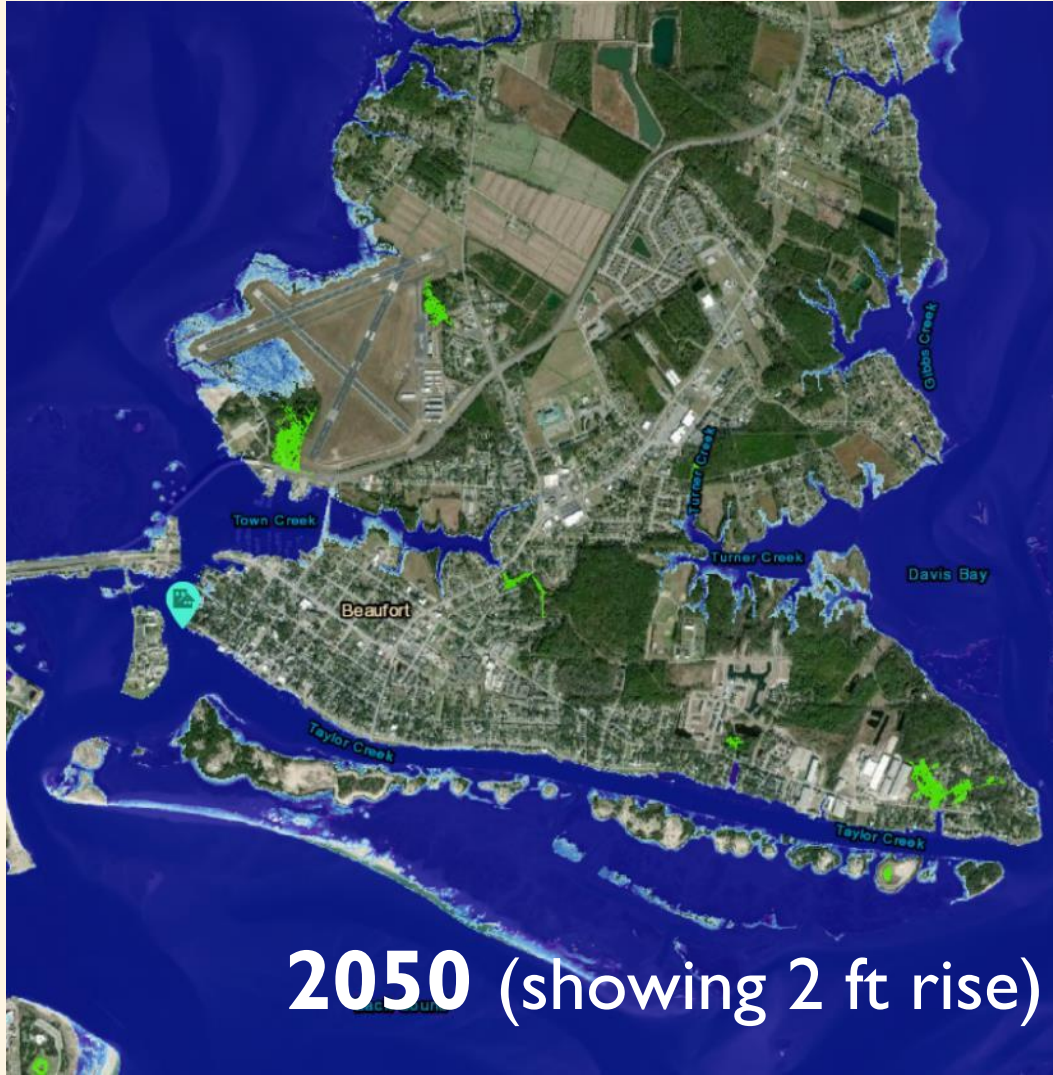 Gibbs Creek
Turner Creek
Town Creek
Turner Creek
Davis Bay
Beaufort
Taylor Creek
Taylor Creek
2050 (showing 2 ft rise)